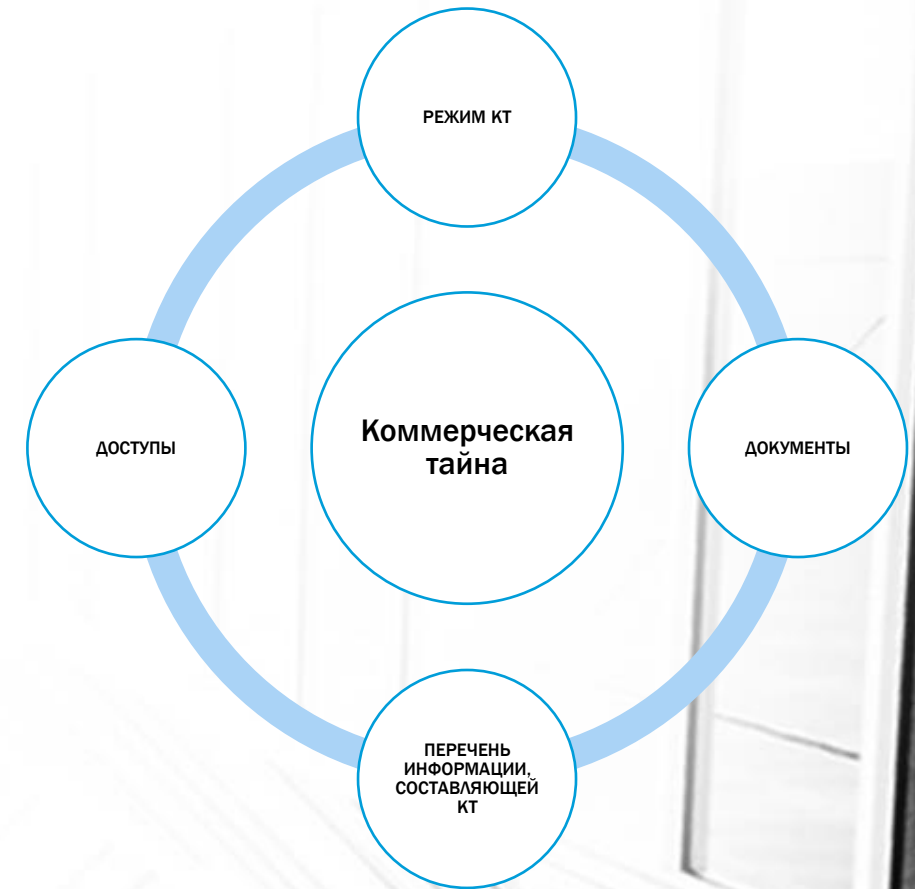 РЕЖИМ КТ
ДОСТУПЫ
Коммерческая
тайна
ДОКУМЕНТЫ
ПЕРЕЧЕНЬ
ИНФОРМАЦИИ,
СОСТАВЛЯЮЩЕЙ
КТ